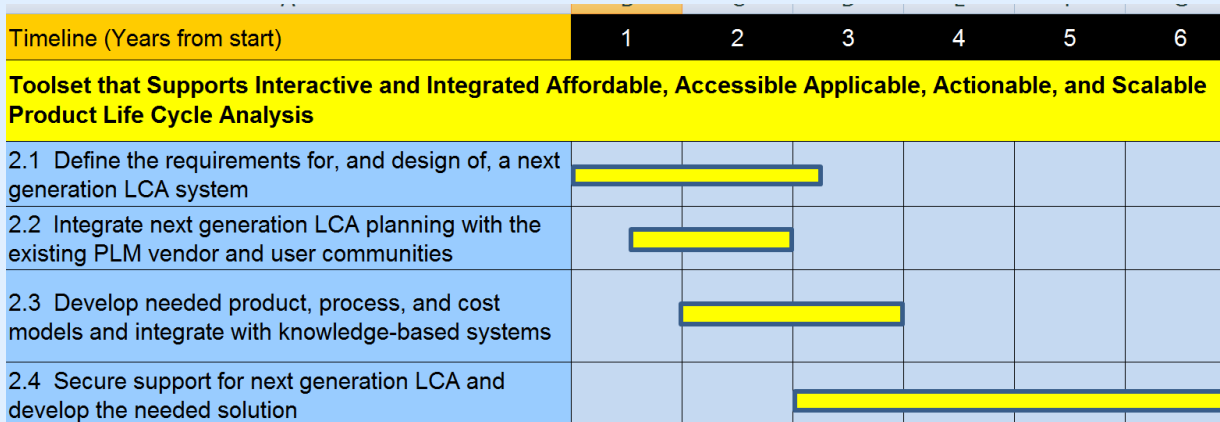 Timeline (Years from start) 1 2 3 4 5 6
Toolset that Supports Interactive and Integrated Affordable, Accessible Applicable, Actionable, and Scalable
Product Life Cycle Analysis
2.1 Define the requirements for, and design of, a next
generation LCA system
2.2 Integrate next generation LCA planning with the
existing PLM vendor and user communities
2.3 Develop needed product, process, and cost
models and integrate with knowledge-based systems
2.4 Secure support for next generation LCA and
develop the needed solution